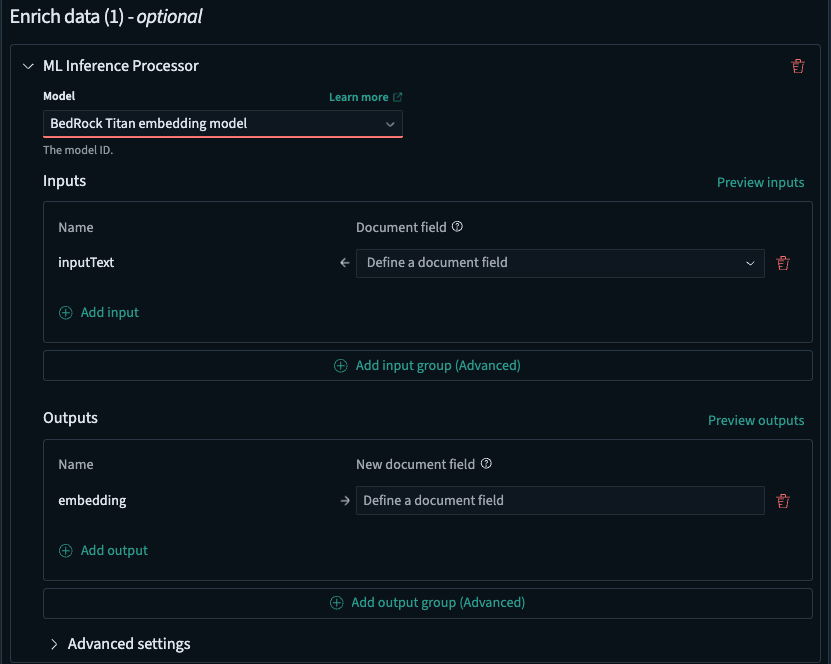 Enrich data (1) - optional
ML Inference Processor
Model Learn more
BedRock Titan embedding model
The model ID.
Inputs Preview inputs
Name Document field
inputText Define a document field
Add input
Add input group (Advanced)
Outputs Preview outputs
Name New document field
embedding Define a document field
Add output
Add output group (Advanced)
Advanced settings